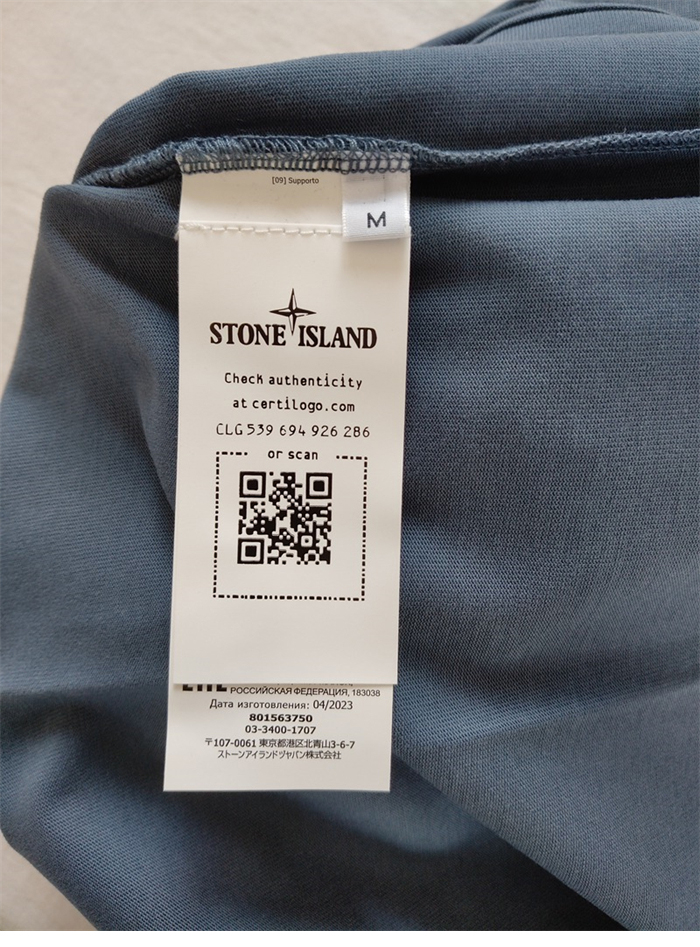 [09] Supporto
M
STONE ISLAND
Check authenticity
at certilogo.com
CLG 539 694 926 286
or scan
РОССИЙСКАЯ ФЕДЕРАЦИЯ, 183038
Дата изготовления: 04/2023
801563750
03-3400-1707
〒107-0061 東京都港区北青山3-6-7
ストーンアイランドジャパン株式会社